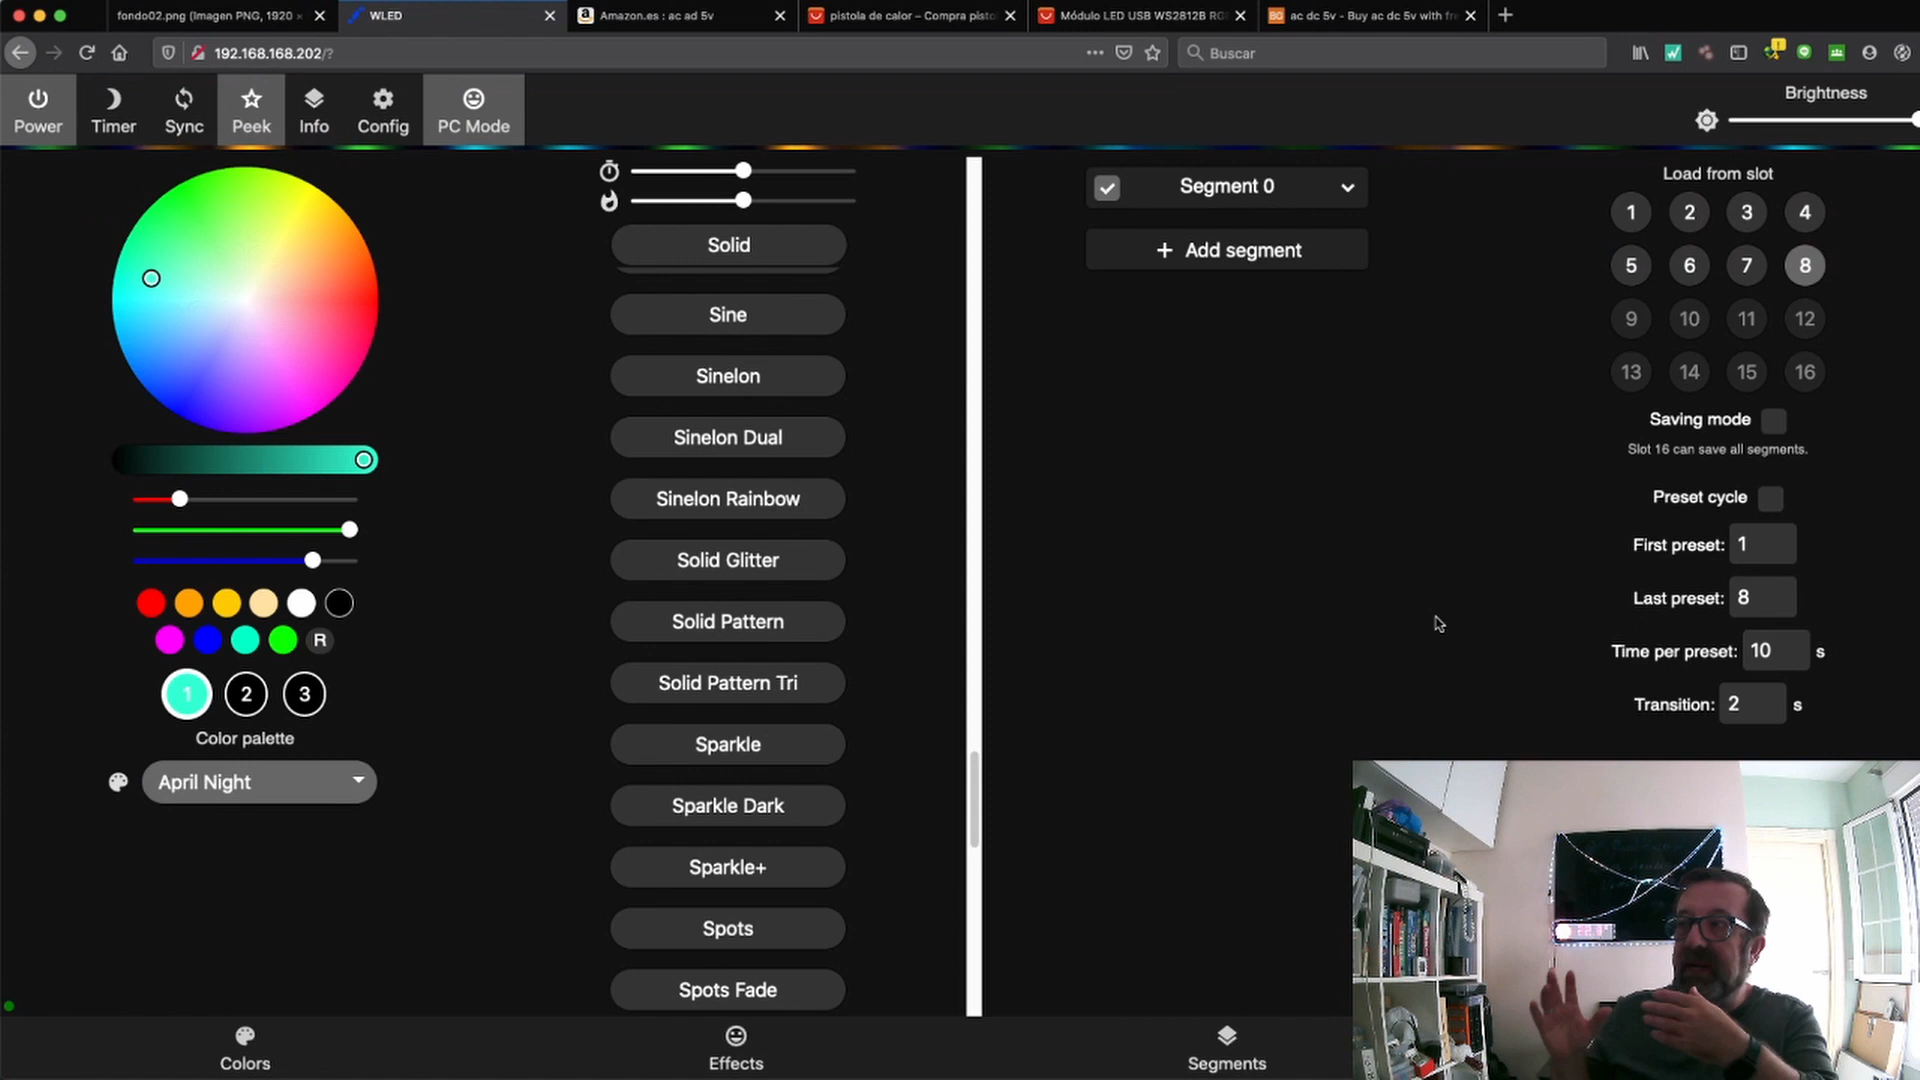 fondo02.png (Imagen PNG, 1920 ×
WLED
Amazon.es : ac ad 5v
pistola de calor – Compra pisto
Módulo LED USB WS2812B RG
BG ac dc 5v - Buy ac dc 5v with fre
192.168.168.202/?
Buscar
Power
Timer
Sync
Peek
Info
Config
PC Mode
Brightness
Solid
Sine
Sinelon
Sinelon Dual
Sinelon Rainbow
Solid Glitter
Solid Pattern
Solid Pattern Tri
Sparkle
Sparkle Dark
Sparkle+
Spots
Spots Fade
R
1 2 3
Color palette
April Night
Segment 0
+ Add segment
Load from slot
1 2 3 4
5 6 7 8
9 10 11 12
13 14 15 16
Saving mode
Slot 16 can save all segments.
Preset cycle
First preset: 1
Last preset: 8
Time per preset: 10 s
Transition: 2 s
Colors
Effects
Segments